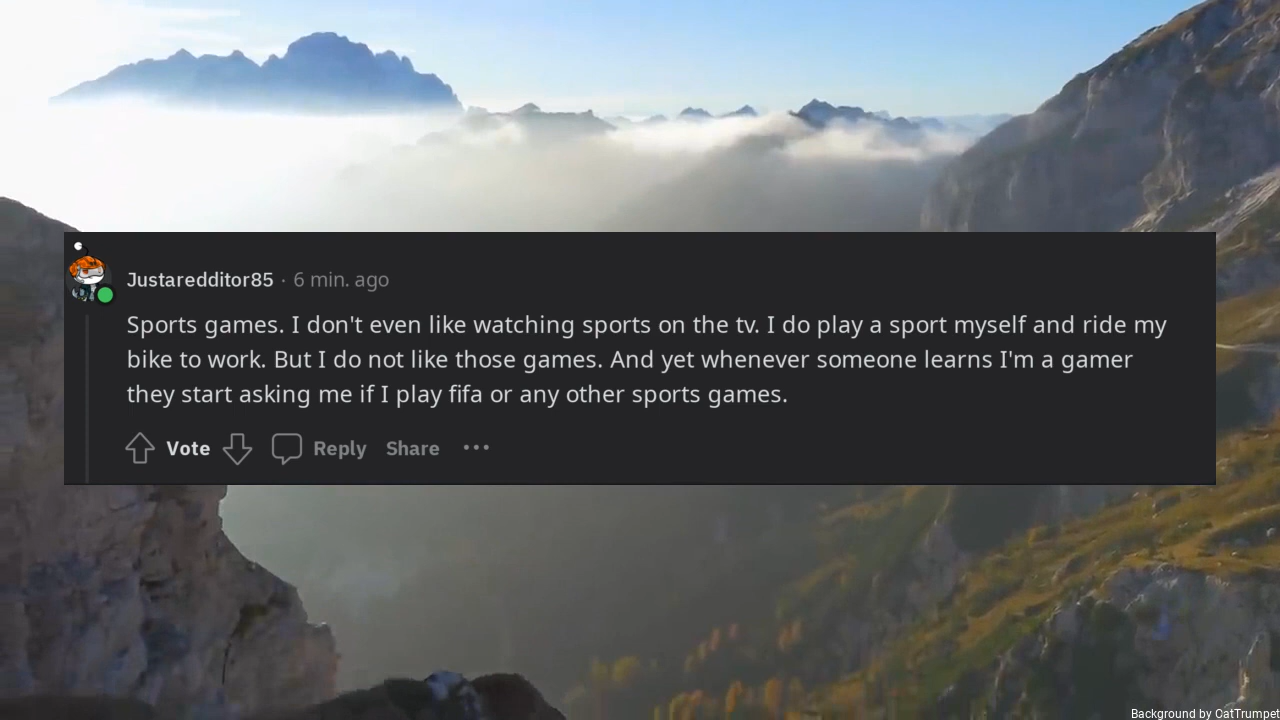 Justaredditor85 · 6 min. ago
Sports games. I don't even like watching sports on the tv. I do play a sport myself and ride my
bike to work. But I do not like those games. And yet whenever someone learns I'm a gamer
they start asking me if I play fifa or any other sports games.
Vote Reply Share ···
Background by CatTrumpet